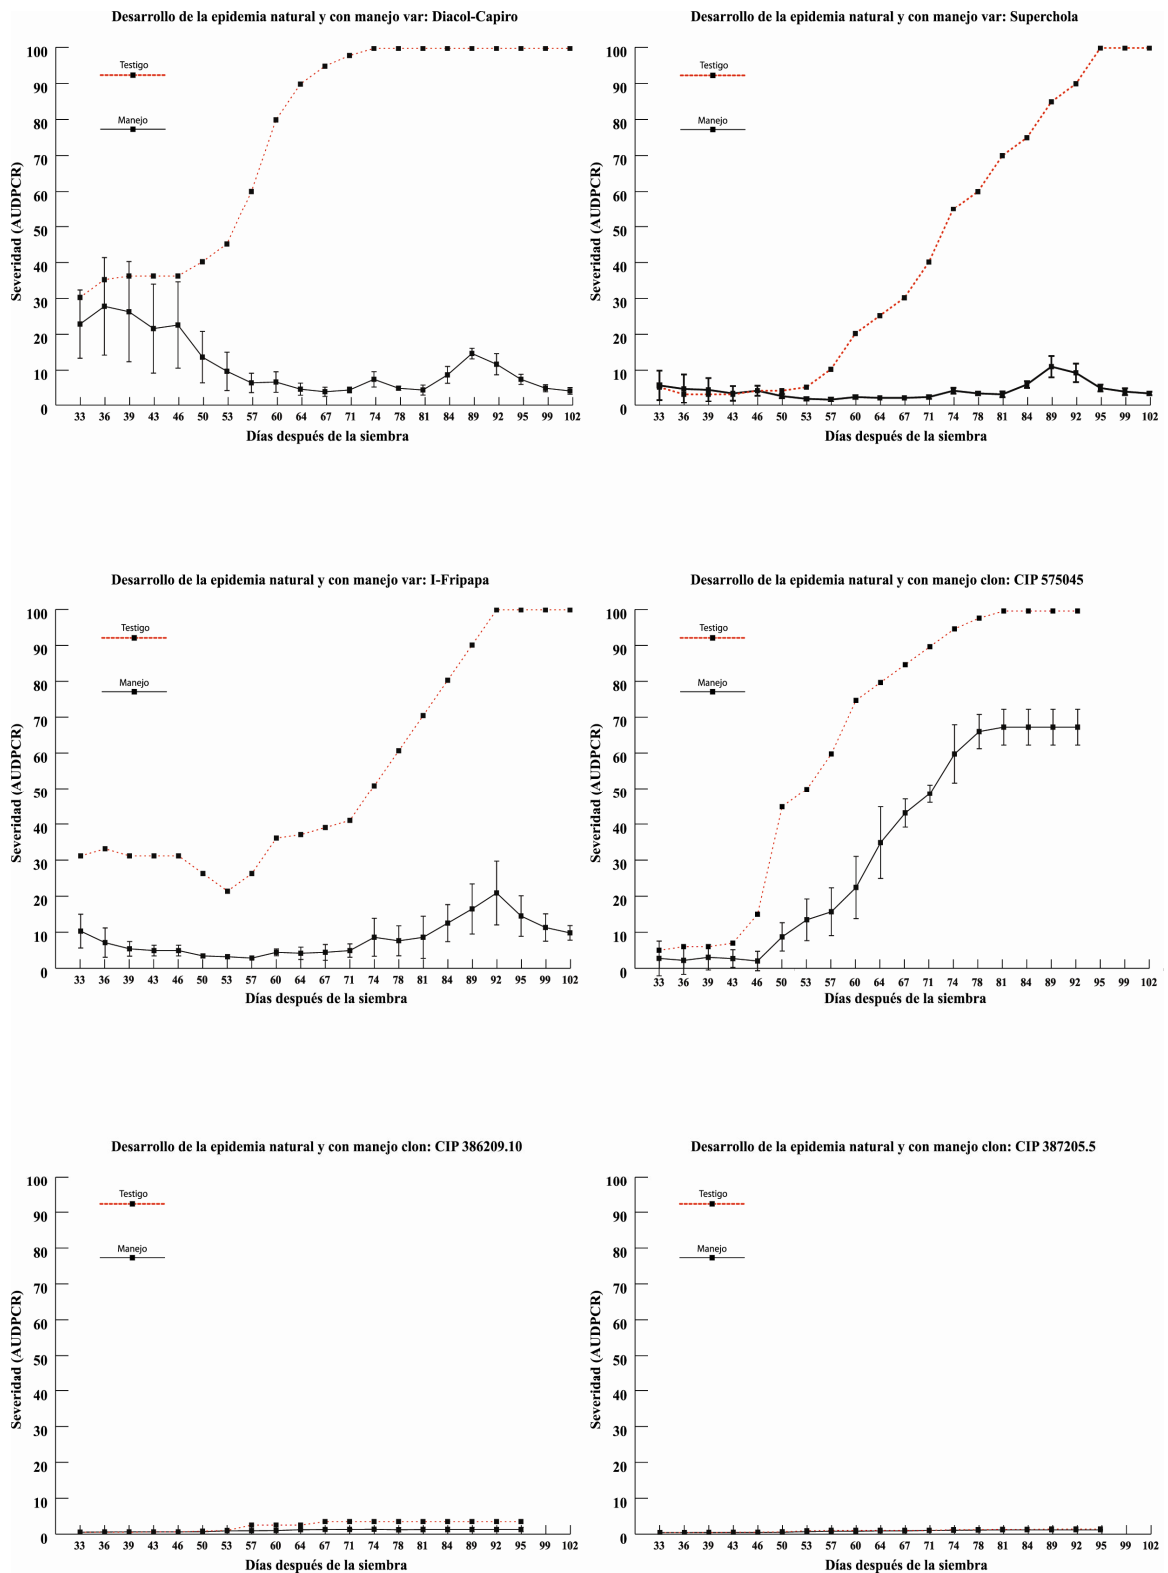 Desarrollo de la epidemia natural y con manejo var: Diacol-Capiro
Severidad (AUDPCR)
100
90
80
70
60
50
40
30
20
10
0
Testigo
Manejo
33 36 39 43 46 50 53 57 60 64 67 71 74 78 81 84 89 92 95 99 102
Días después de la siembra
Desarrollo de la epidemia natural y con manejo var: Superchola
Severidad (AUDPCR)
100
90
80
70
60
50
40
30
20
10
0
Testigo
Manejo
33 36 39 43 46 50 53 57 60 64 67 71 74 78 81 84 89 92 95 99 102
Días después de la siembra
Desarrollo de la epidemia natural y con manejo var: I-Fripapa
Severidad (AUDPCR)
100
90
80
70
60
50
40
30
20
10
0
Testigo
Manejo
33 36 39 43 46 50 53 57 60 64 67 71 74 78 81 84 89 92 95 99 102
Días después de la siembra
Desarrollo de la epidemia natural y con manejo clon: CIP 575045
Severidad (AUDPCR)
100
90
80
70
60
50
40
30
20
10
0
Testigo
Manejo
33 36 39 43 46 50 53 57 60 64 67 71 74 78 81 84 89 92 95 99 102
Días después de la siembra
Desarrollo de la epidemia natural y con manejo clon: CIP 386209.10
Severidad (AUDPCR)
100
90
80
70
60
50
40
30
20
10
0
Testigo
Manejo
33 36 39 43 46 50 53 57 60 64 67 71 74 78 81 84 89 92 95 99 102
Días después de la siembra
Desarrollo de la epidemia natural y con manejo clon: CIP 387205.5
Severidad (AUDPCR)
100
90
80
70
60
50
40
30
20
10
0
Testigo
Manejo
33 36 39 43 46 50 53 57 60 64 67 71 74 78 81 84 89 92 95 99 102
Días después de la siembra